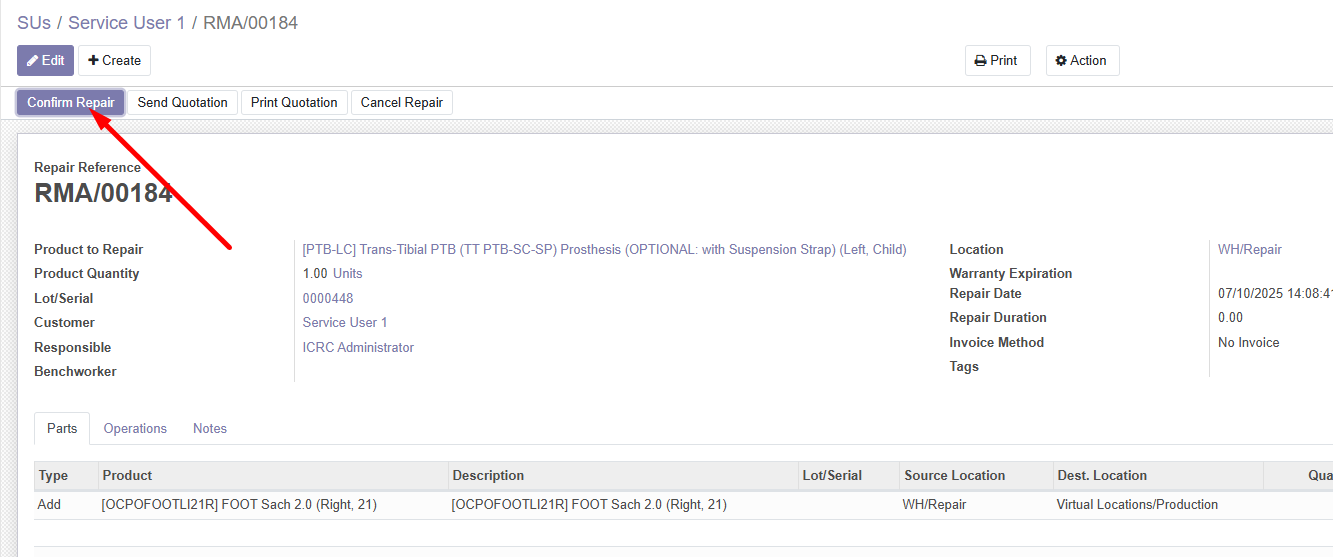 SUs / Service User 1 / RMA/00184
Edit Create Print Action
Confirm Repair Send Quotation Print Quotation Cancel Repair
Repair Reference
RMA/00184
Product to Repair [PTB-LC] Trans-Tibial PTB (TT PTB-SC-SP) Prosthesis (OPTIONAL: with Suspension Strap) (Left, Child) Location WH/Repair
Product Quantity 1.00 Units Warranty Expiration
Lot/Serial 0000448 Repair Date 07/10/2025 14:08:41
Customer Service User 1 Repair Duration 0.00
Responsible ICRC Administrator Invoice Method No Invoice
Benchworker Tags
Parts Operations Notes
Type Product Description Lot/Serial Source Location Dest. Location Qua
Add [OCPOFOOTLI21R] FOOT Sach 2.0 (Right, 21) [OCPOFOOTLI21R] FOOT Sach 2.0 (Right, 21) WH/Repair Virtual Locations/Production